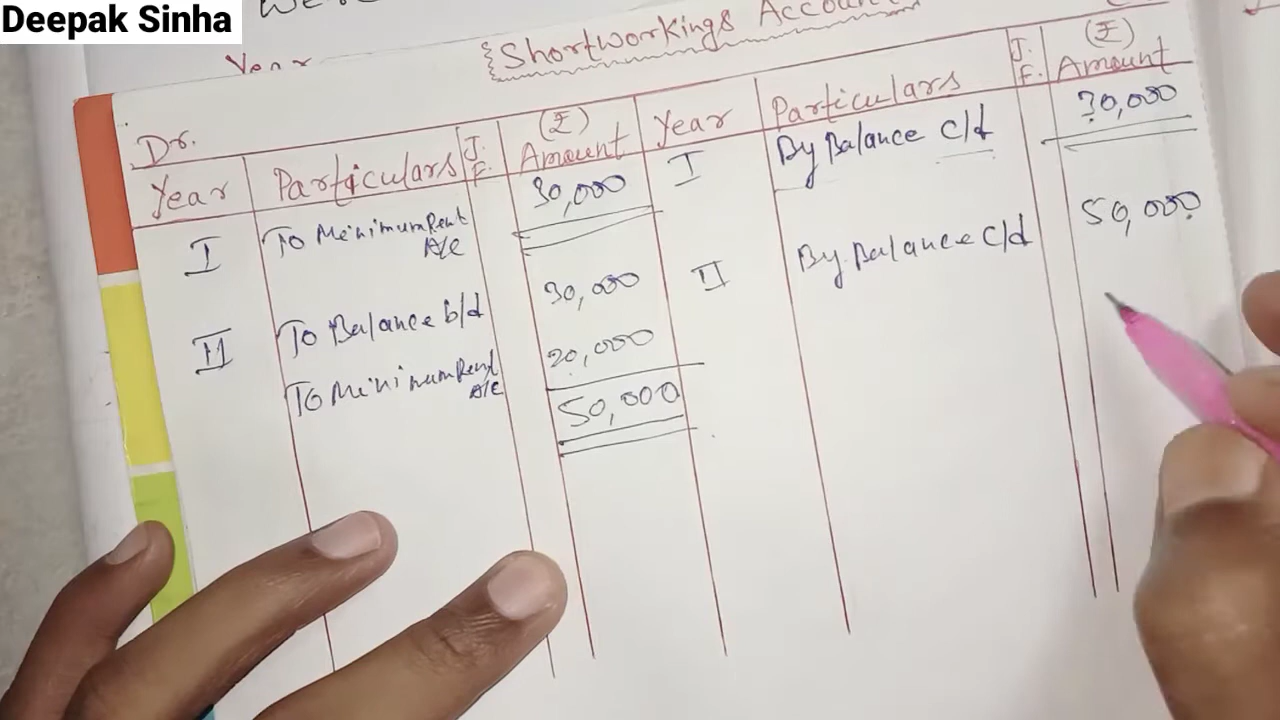 Deepak Sinha
Year
Shortworkings Account
Dr.
Year Particulars J.F. (₹) Amount Year Particulars J.F. (₹) Amount
I To Minimum Rent A/c 30,000 I By Balance c/d 30,000
II To Balance b/d 30,000 II By Balance c/d 50,000
To Minimum Rent A/c 20,000
50,000